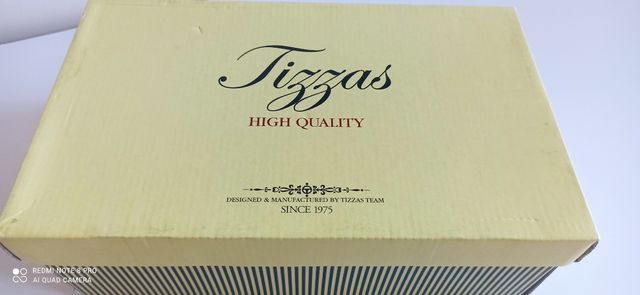 Tizzas
HIGH QUALITY
DESIGNED & MANUFACTURED BY TIZZAS TEAM
SINCE 1975
REDMI NOTE 8 PRO
AI QUAD CAMERA